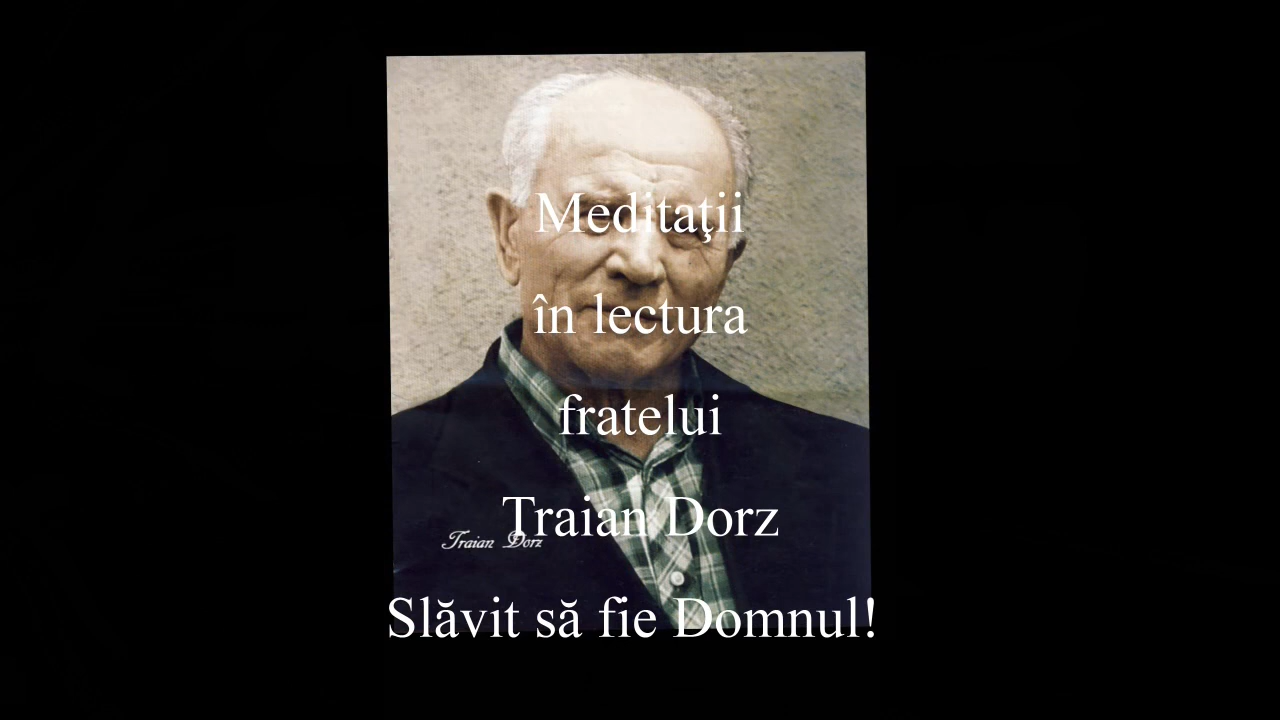 Meditaţii
în lectura
fratelui
Traian Dorz
Traian Dorz
Slăvit să fie Domnul!